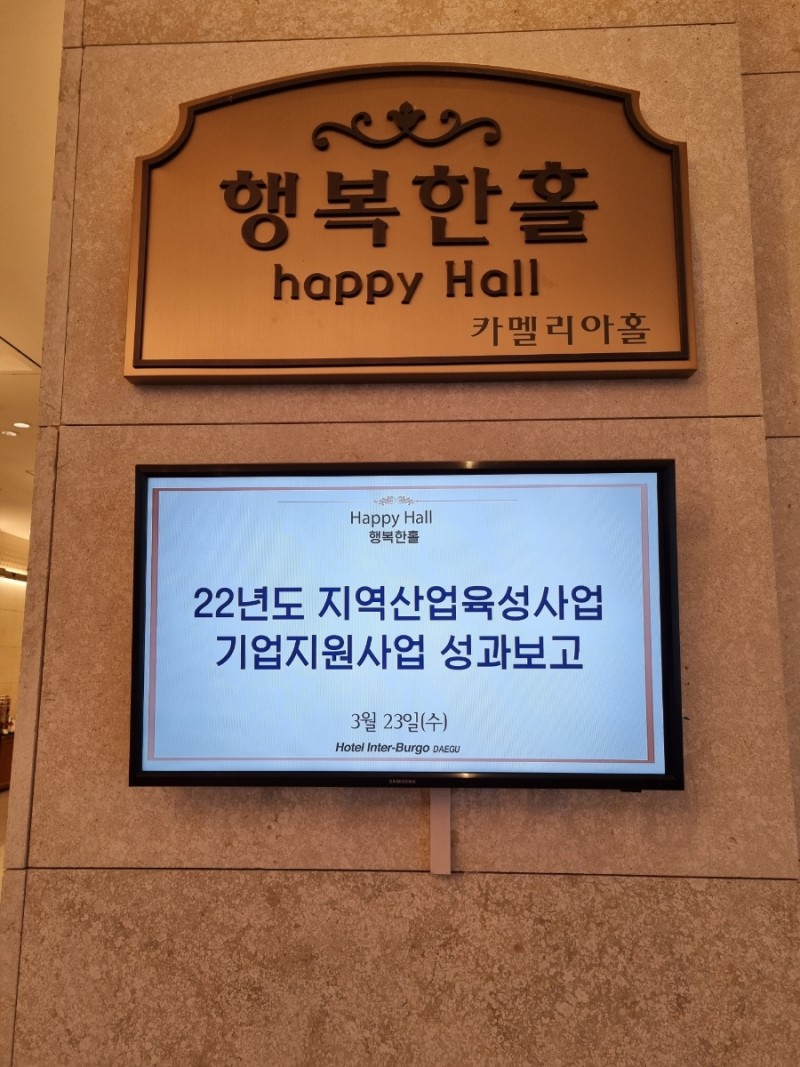 행복한홀
happy Hall
카멜리아홀
Happy Hall
행복한홀
22년도 지역산업육성사업
기업지원사업 성과보고
3월 23일(수)
Hotel Inter-Burgo DAEGU
SAMSUNG